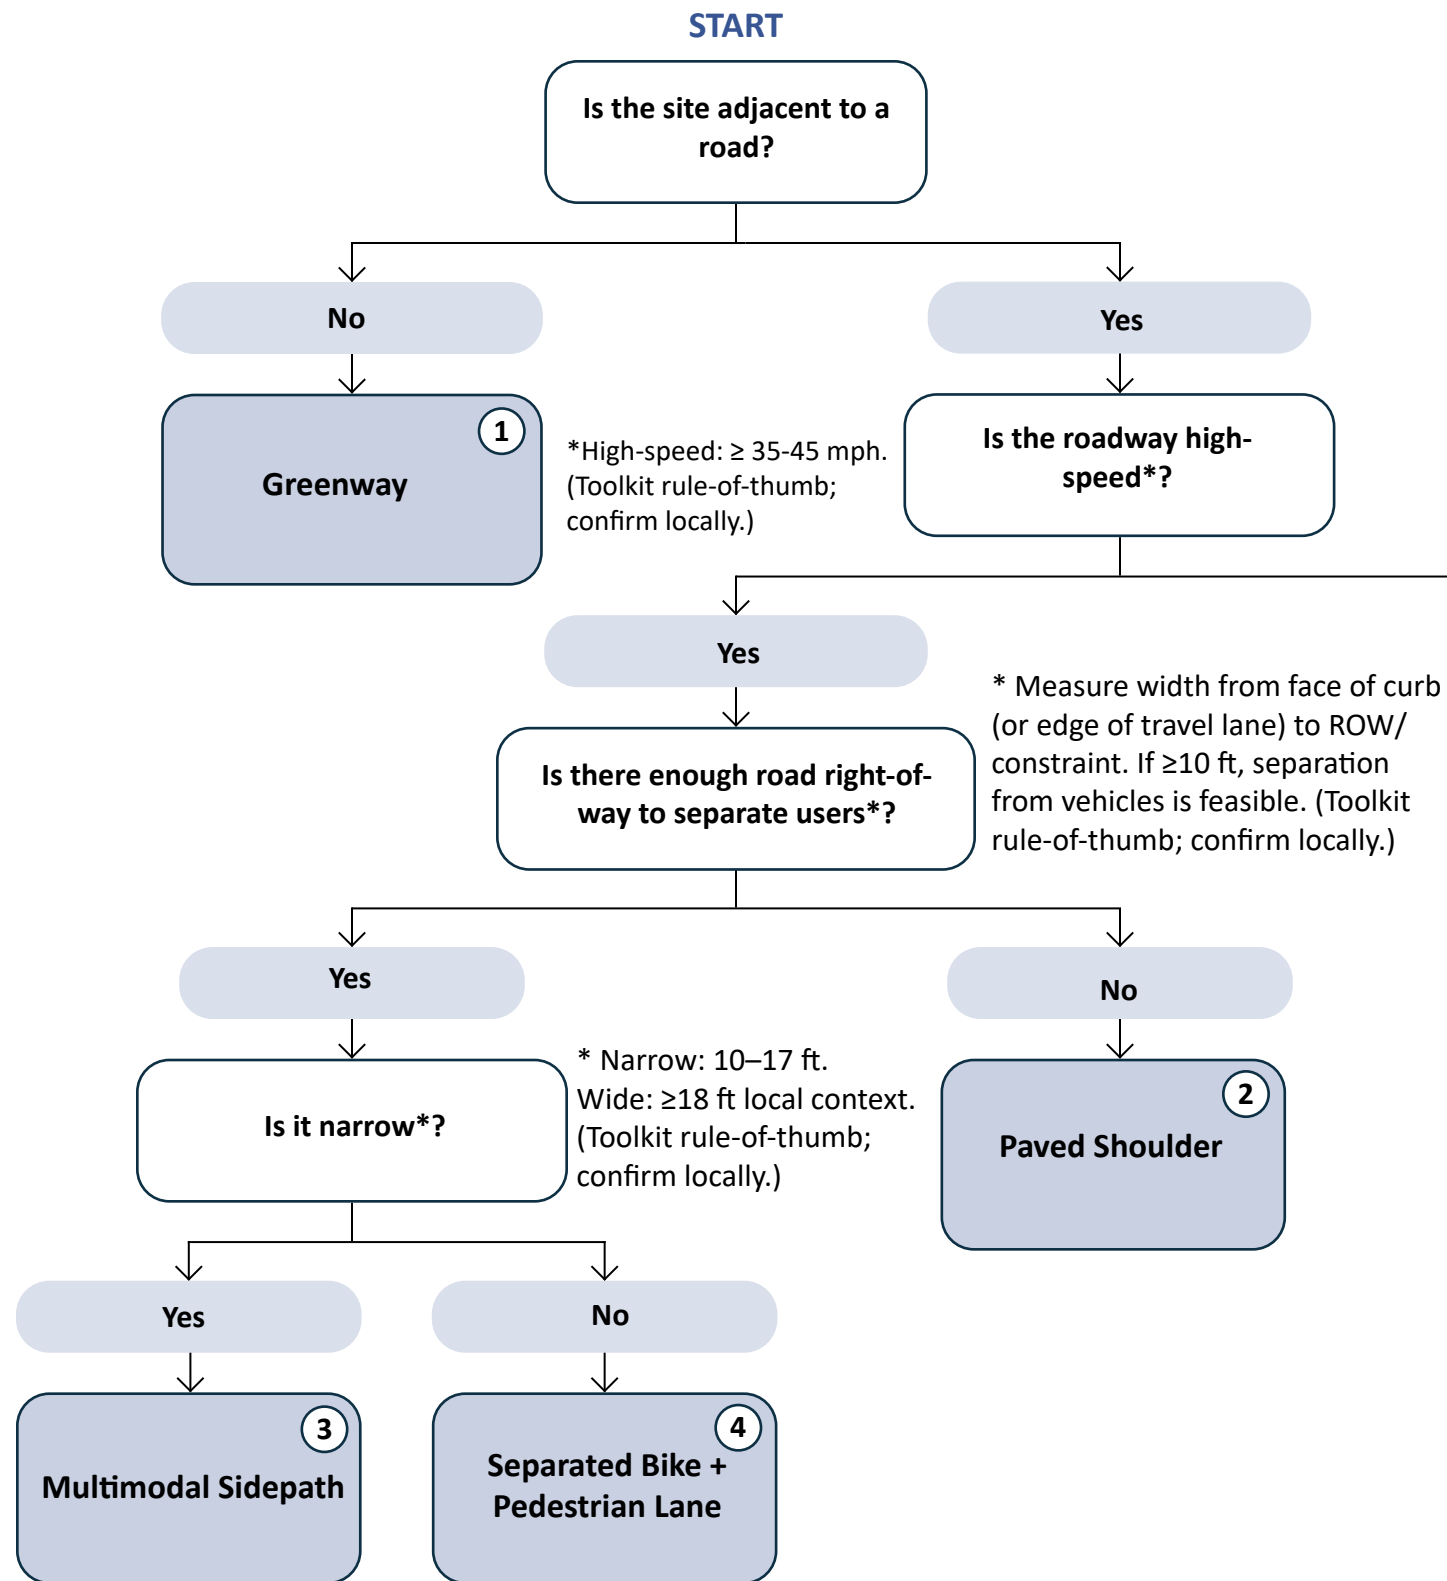 START
Is the site adjacent to a
road?
No
Yes
1
Greenway
*High-speed: ≥ 35-45 mph.
(Toolkit rule-of-thumb;
confirm locally.)
Is the roadway high-
speed*?
Yes
* Measure width from face of curb
(or edge of travel lane) to ROW/
constraint. If ≥10 ft, separation
from vehicles is feasible. (Toolkit
rule-of-thumb; confirm locally.)
Is there enough road right-of-
way to separate users*?
Yes
No
Is it narrow*?
* Narrow: 10–17 ft.
Wide: ≥18 ft local context.
(Toolkit rule-of-thumb;
confirm locally.)
2
Paved Shoulder
Yes
No
3
Multimodal Sidepath
4
Separated Bike +
Pedestrian Lane